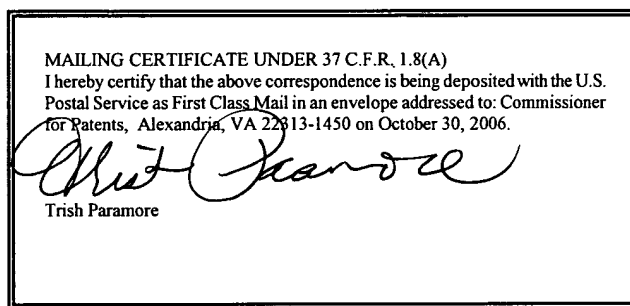 MAILING CERTIFICATE UNDER 37 C.F.R. 1.8(A)
I hereby certify that the above correspondence is being deposited with the U.S.
Postal Service as First Class Mail in an envelope addressed to: Commissioner
for Patents, Alexandria, VA 22313-1450 on October 30, 2006.
Trish Paramore
Trish Paramore